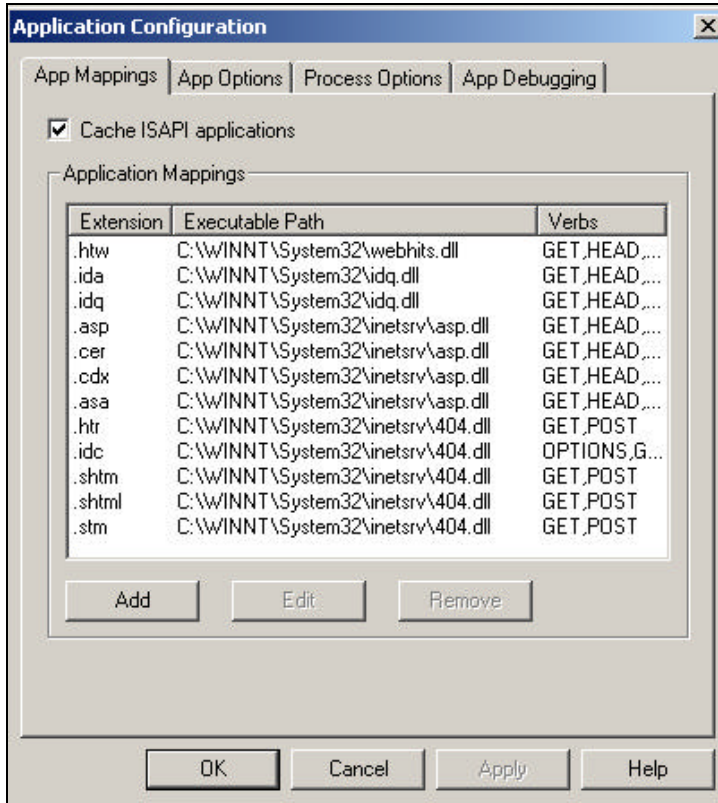 Application Configuration
App Mappings App Options Process Options App Debugging
Cache ISAPI applications
Application Mappings
Extension Executable Path Verbs
.htw C:\WINNT\System32\webhits.dll GET,HEAD,...
.ida C:\WINNT\System32\idq.dll GET,HEAD,...
.idq C:\WINNT\System32\idq.dll GET,HEAD,...
.asp C:\WINNT\System32\inetsrv\asp.dll GET,HEAD,...
.cer C:\WINNT\System32\inetsrv\asp.dll GET,HEAD,...
.cdx C:\WINNT\System32\inetsrv\asp.dll GET,HEAD,...
.asa C:\WINNT\System32\inetsrv\asp.dll GET,HEAD,...
.htr C:\WINNT\System32\inetsrv\404.dll GET,POST
.idc C:\WINNT\System32\inetsrv\404.dll OPTIONS,G...
.shtm C:\WINNT\System32\inetsrv\404.dll GET,POST
.shtml C:\WINNT\System32\inetsrv\404.dll GET,POST
.stm C:\WINNT\System32\inetsrv\404.dll GET,POST
Add Edit Remove
OK Cancel Apply Help